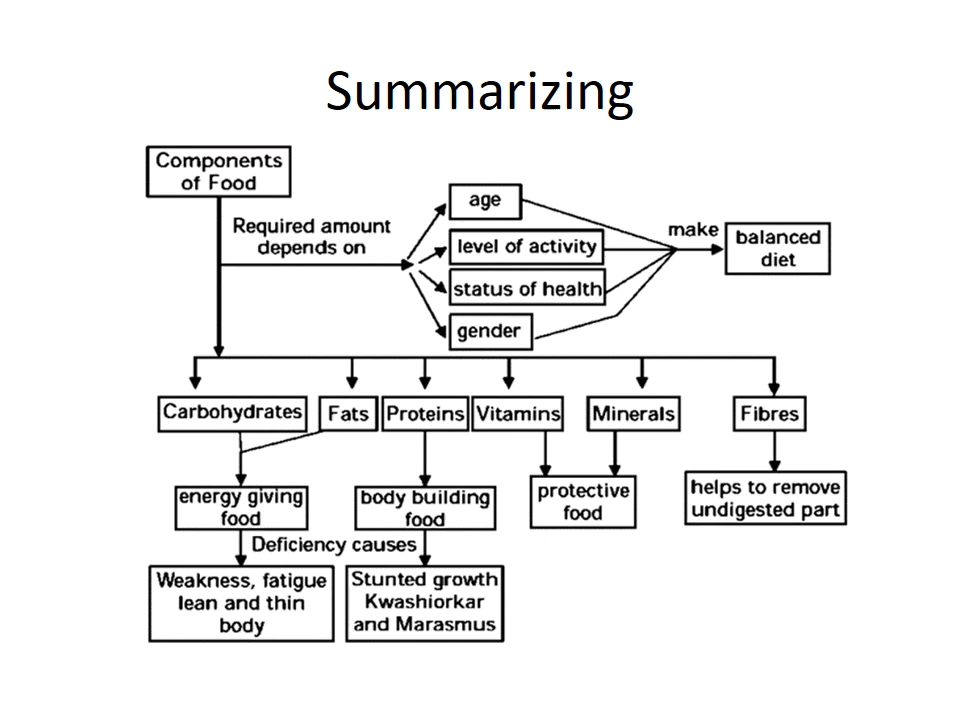 Summarizing
Components
of Food
Required amount
depends on
age
level of activity
status of health
gender
make
balanced
diet
Carbohydrates
Fats
Proteins
Vitamins
Minerals
Fibres
energy giving
food
body building
food
protective
food
helps to remove
undigested part
Deficiency causes
Weakness, fatigue
lean and thin
body
Stunted growth
Kwashiorkar
and Marasmus